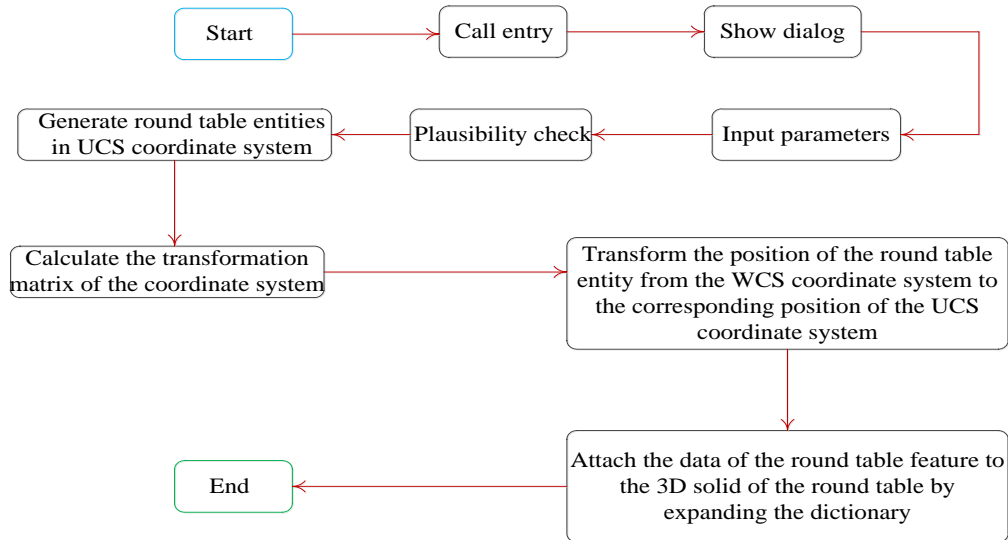 Start
Call entry
Show dialog
Input parameters
Plausibility check
Generate round table entities
in UCS coordinate system
Calculate the transformation
matrix of the coordinate system
Transform the position of the round table
entity from the WCS coordinate system to
the corresponding position of the UCS
coordinate system
Attach the data of the round table feature to
the 3D solid of the round table by
expanding the dictionary
End